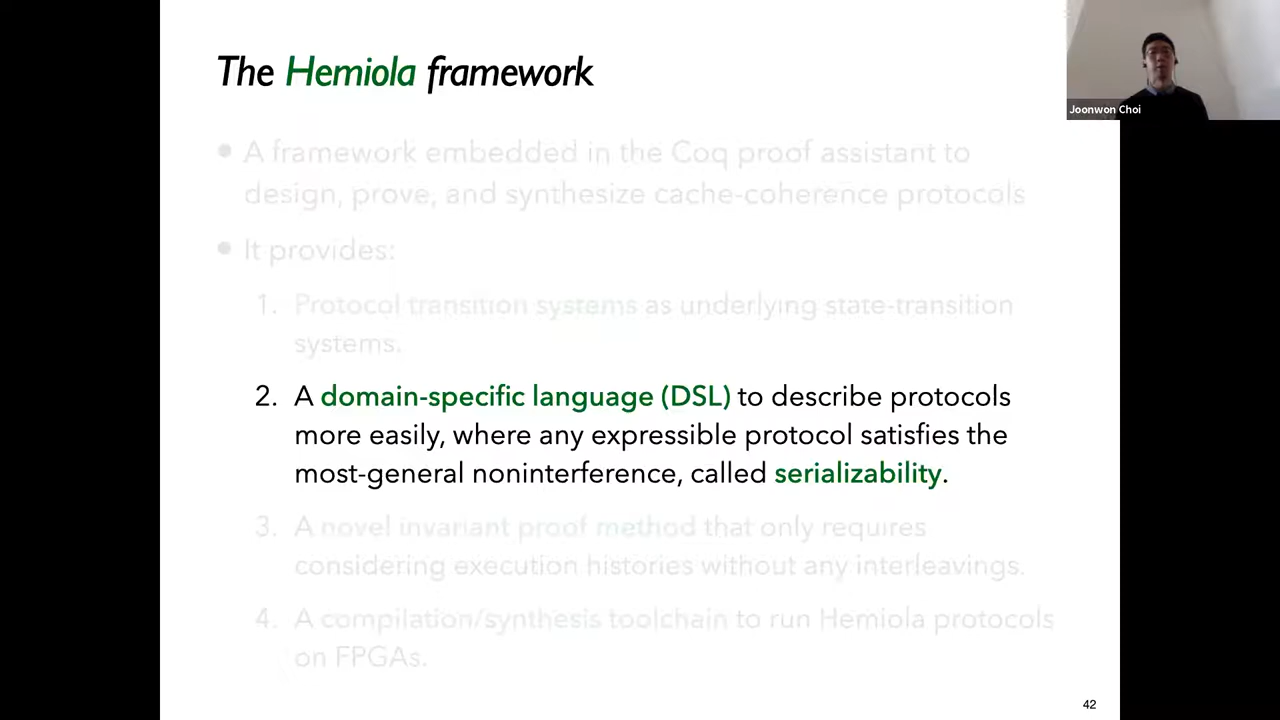 The Hemiola framework
Joonwon Choi
• A framework embedded in the Coq proof assistant to
design, prove, and synthesize cache-coherence protocols
• It provides:
1. Protocol transition systems as underlying state-transition
systems.
2. A domain-specific language (DSL) to describe protocols
more easily, where any expressible protocol satisfies the
most-general noninterference, called serializability.
3. A novel invariant proof method that only requires
considering execution histories without any interleavings.
4. A compilation/synthesis toolchain to run Hemiola protocols
on FPGAs.
42